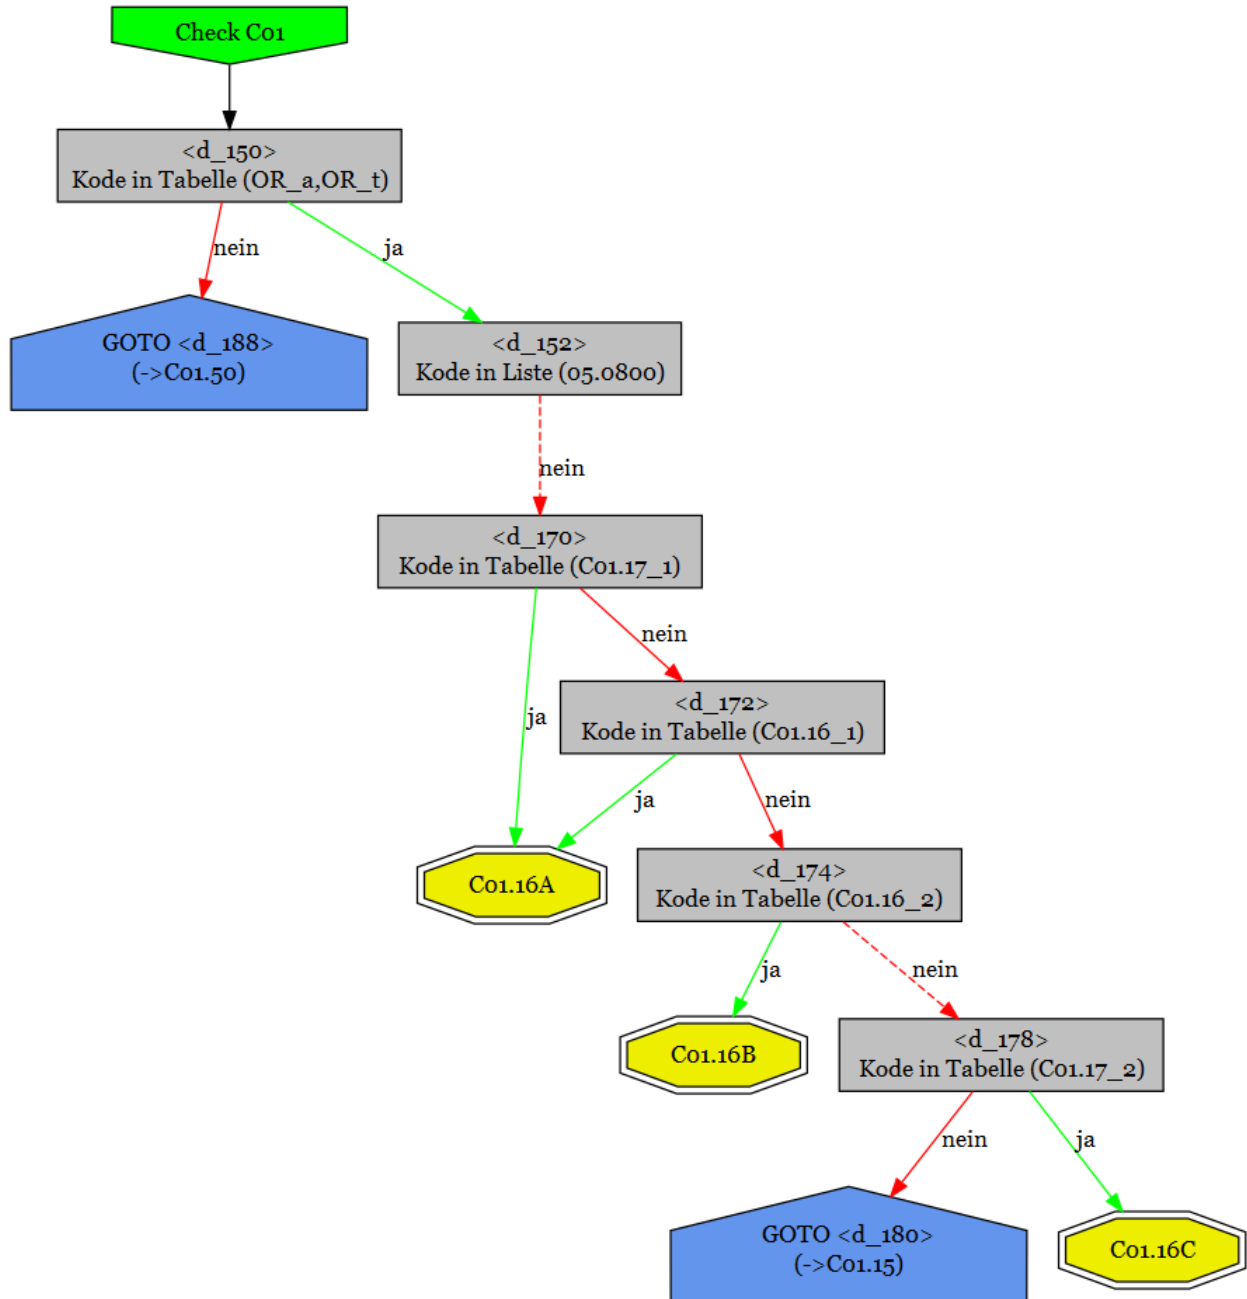 Check C01
<d_150>
Kode in Tabelle (OR_a,OR_t)
nein
ja
GOTO <d_188>
(->C01.50)
<d_152>
Kode in Liste (05.0800)
nein
<d_170>
Kode in Tabelle (C01.17_1)
nein
ja
<d_172>
Kode in Tabelle (C01.16_1)
ja
nein
C01.16A
<d_174>
Kode in Tabelle (C01.16_2)
ja
nein
C01.16B
<d_178>
Kode in Tabelle (C01.17_2)
nein
ja
GOTO <d_180>
(->C01.15)
C01.16C